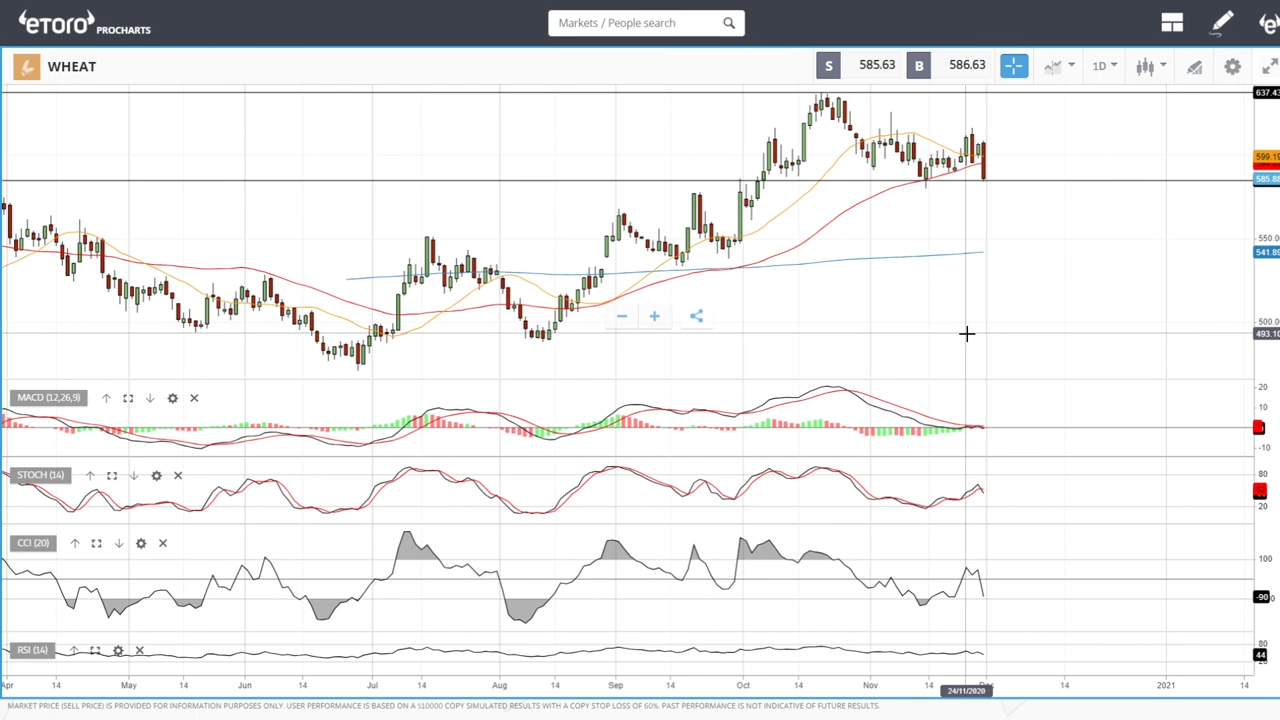 eToro PROCHARTS
Markets / People search
WHEAT
S 585.63 B 586.63
1D
637.43
599.19
585.88
550.0
541.89
500.0
493.10
MACD (12,26,9)
20
10
-10
STOCH (14)
80
20
CCI (20)
100
-90
RSI (14)
80
44
20
Apr 14 May 14 Jun 14 Jul 14 Aug 14 Sep 14 Oct 14 Nov 14 Dec 14 2021 14
24/11/2020
MARKET PRICE (SELL PRICE) IS PROVIDED FOR INFORMATION PURPOSES ONLY. USER PERFORMANCE IS BASED ON A $10000 COPY SIMULATED RESULTS WITH A COPY STOP LOSS OF 60%. PAST PERFORMANCE IS NOT INDICATIVE OF FUTURE RESULTS.